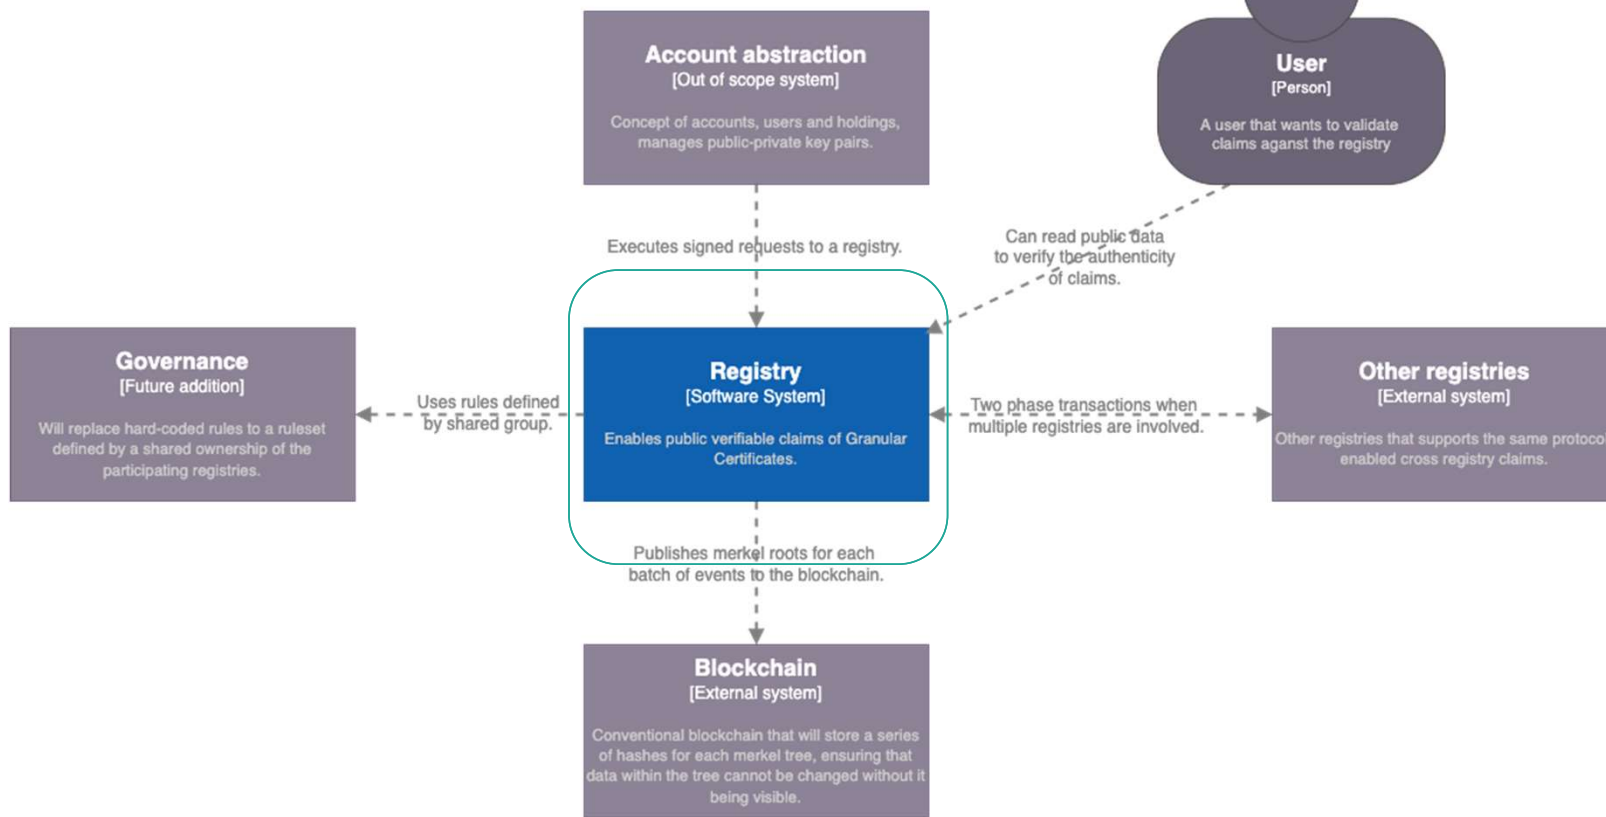 Account abstraction
[Out of scope system]
Concept of accounts, users and holdings,
manages public-private key pairs.
User
[Person]
A user that wants to validate
claims aganst the registry
Executes signed requests to a registry.
Can read public data
to verify the authenticity
of claims.
Governance
[Future addition]
Will replace hard-coded rules to a ruleset
defined by a shared ownership of the
participating registries.
Uses rules defined
by shared group.
Registry
[Software System]
Enables public verifiable claims of Granular
Certificates.
Two phase transactions when
multiple registries are involved.
Other registries
[External system]
Other registries that supports the same protoco
enabled cross registry claims.
Publishes merkel roots for each
batch of events to the blockchain.
Blockchain
[External system]
Conventional blockchain that will store a series
of hashes for each merkel tree, ensuring that
data within the tree cannot be changed without it
being visible.